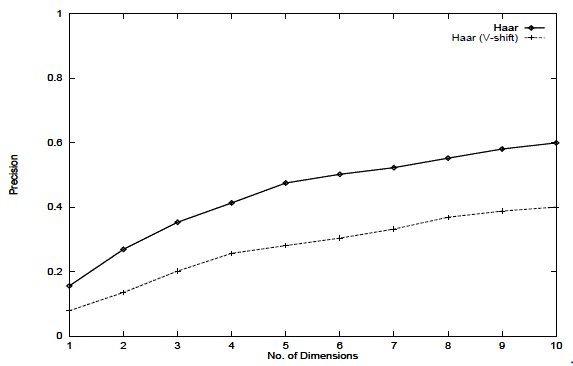 1
Haar
Haar (V-shift)
0.8
0.6
Precision
0.4
0.2
0
1 2 3 4 5 6 7 8 9 10
No. of Dimensions